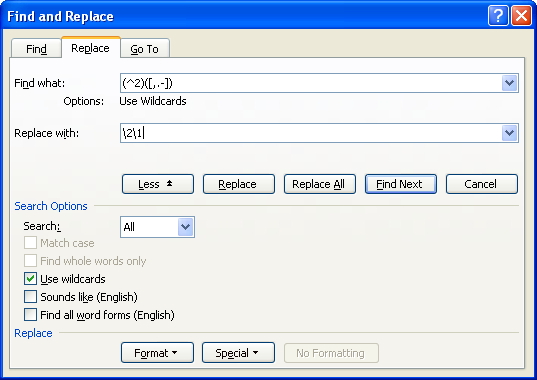 Find and Replace
Find Replace Go To
Find what: (^2)([,.-])
Options: Use Wildcards
Replace with: \2\1
Less Replace Replace All Find Next Cancel
Search Options
Search: All
Match case
Find whole words only
Use wildcards
Sounds like (English)
Find all word forms (English)
Replace
Format Special No Formatting